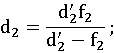 d₂ = d′₂f₂ / (d′₂ − f₂) ;